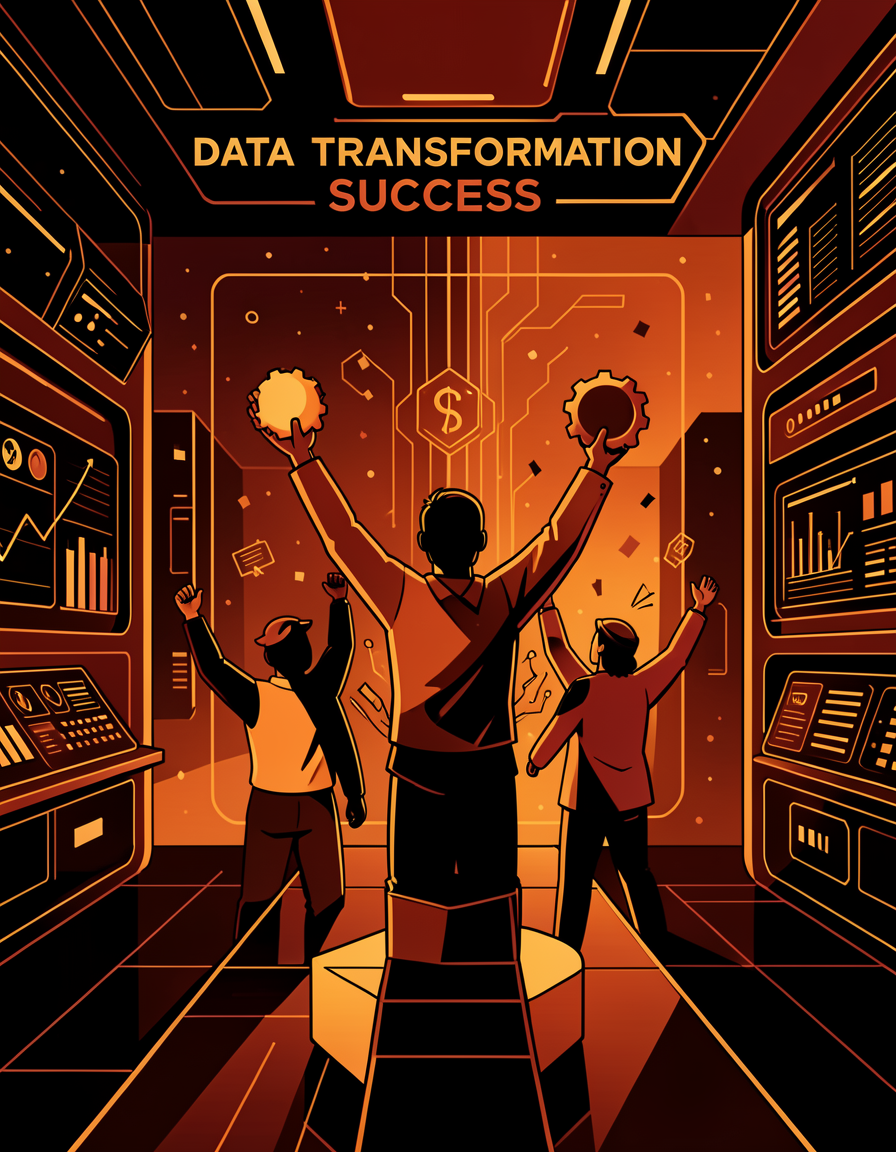 DATA TRANSFORMATION
SUCCESS
$